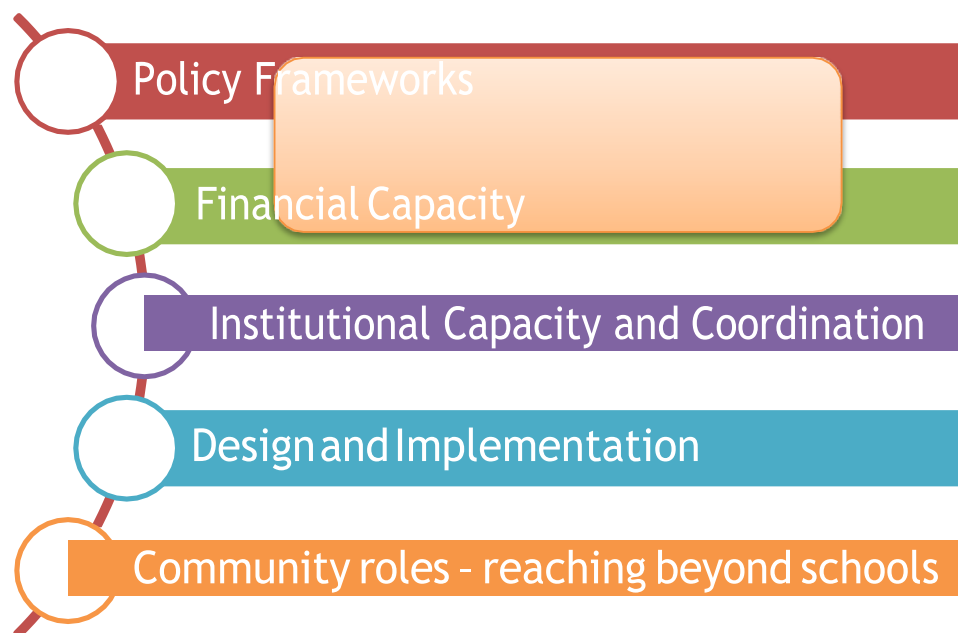 Policy Frameworks
Financial Capacity
Institutional Capacity and Coordination
Design and Implementation
Community roles – reaching beyond schools